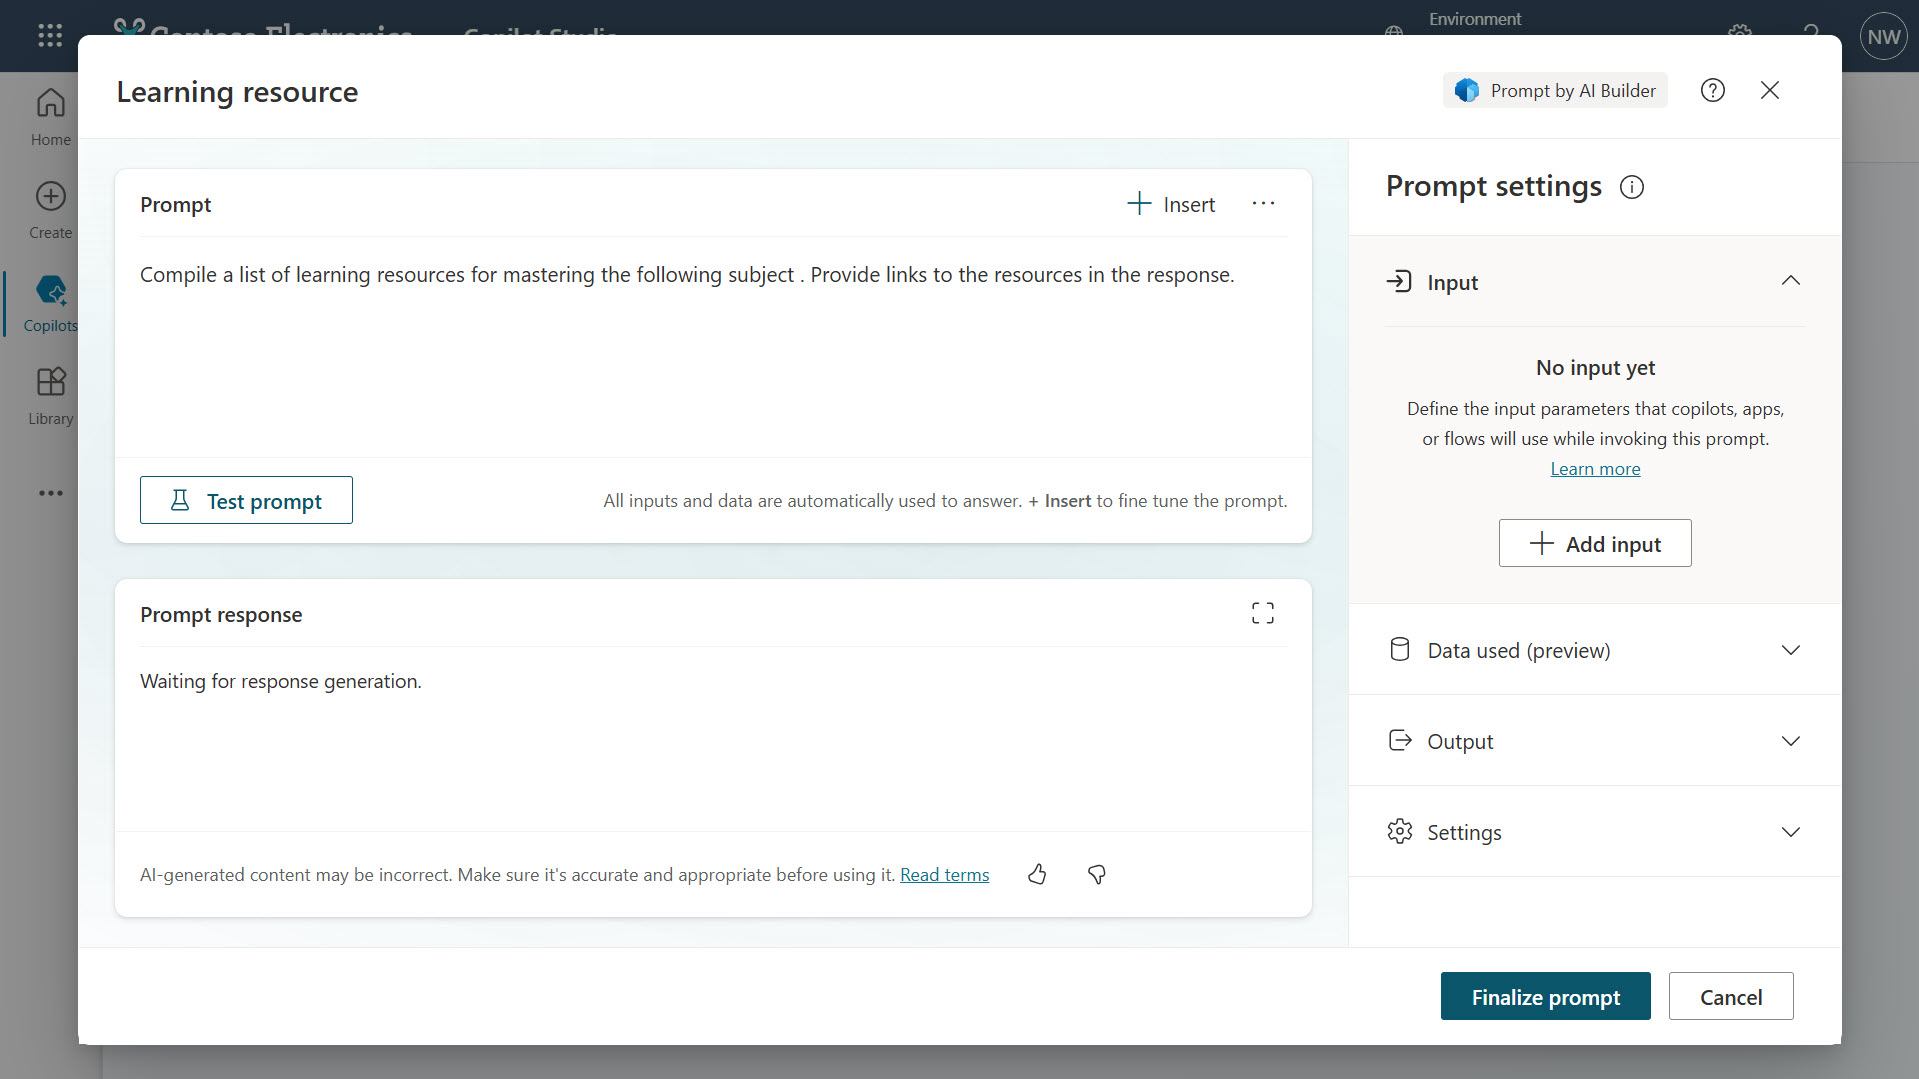 Contoso Electronics
Copilot Studio
Environment
NW
Home
Create
Copilots
Library
Learning resource
Prompt by AI Builder
Prompt
Insert
Compile a list of learning resources for mastering the following subject . Provide links to the resources in the response.
Test prompt
All inputs and data are automatically used to answer. + Insert to fine tune the prompt.
Prompt response
Waiting for response generation.
AI-generated content may be incorrect. Make sure it's accurate and appropriate before using it. Read terms
Prompt settings
Input
No input yet
Define the input parameters that copilots, apps,
or flows will use while invoking this prompt.
Learn more
Add input
Data used (preview)
Output
Settings
Finalize prompt
Cancel